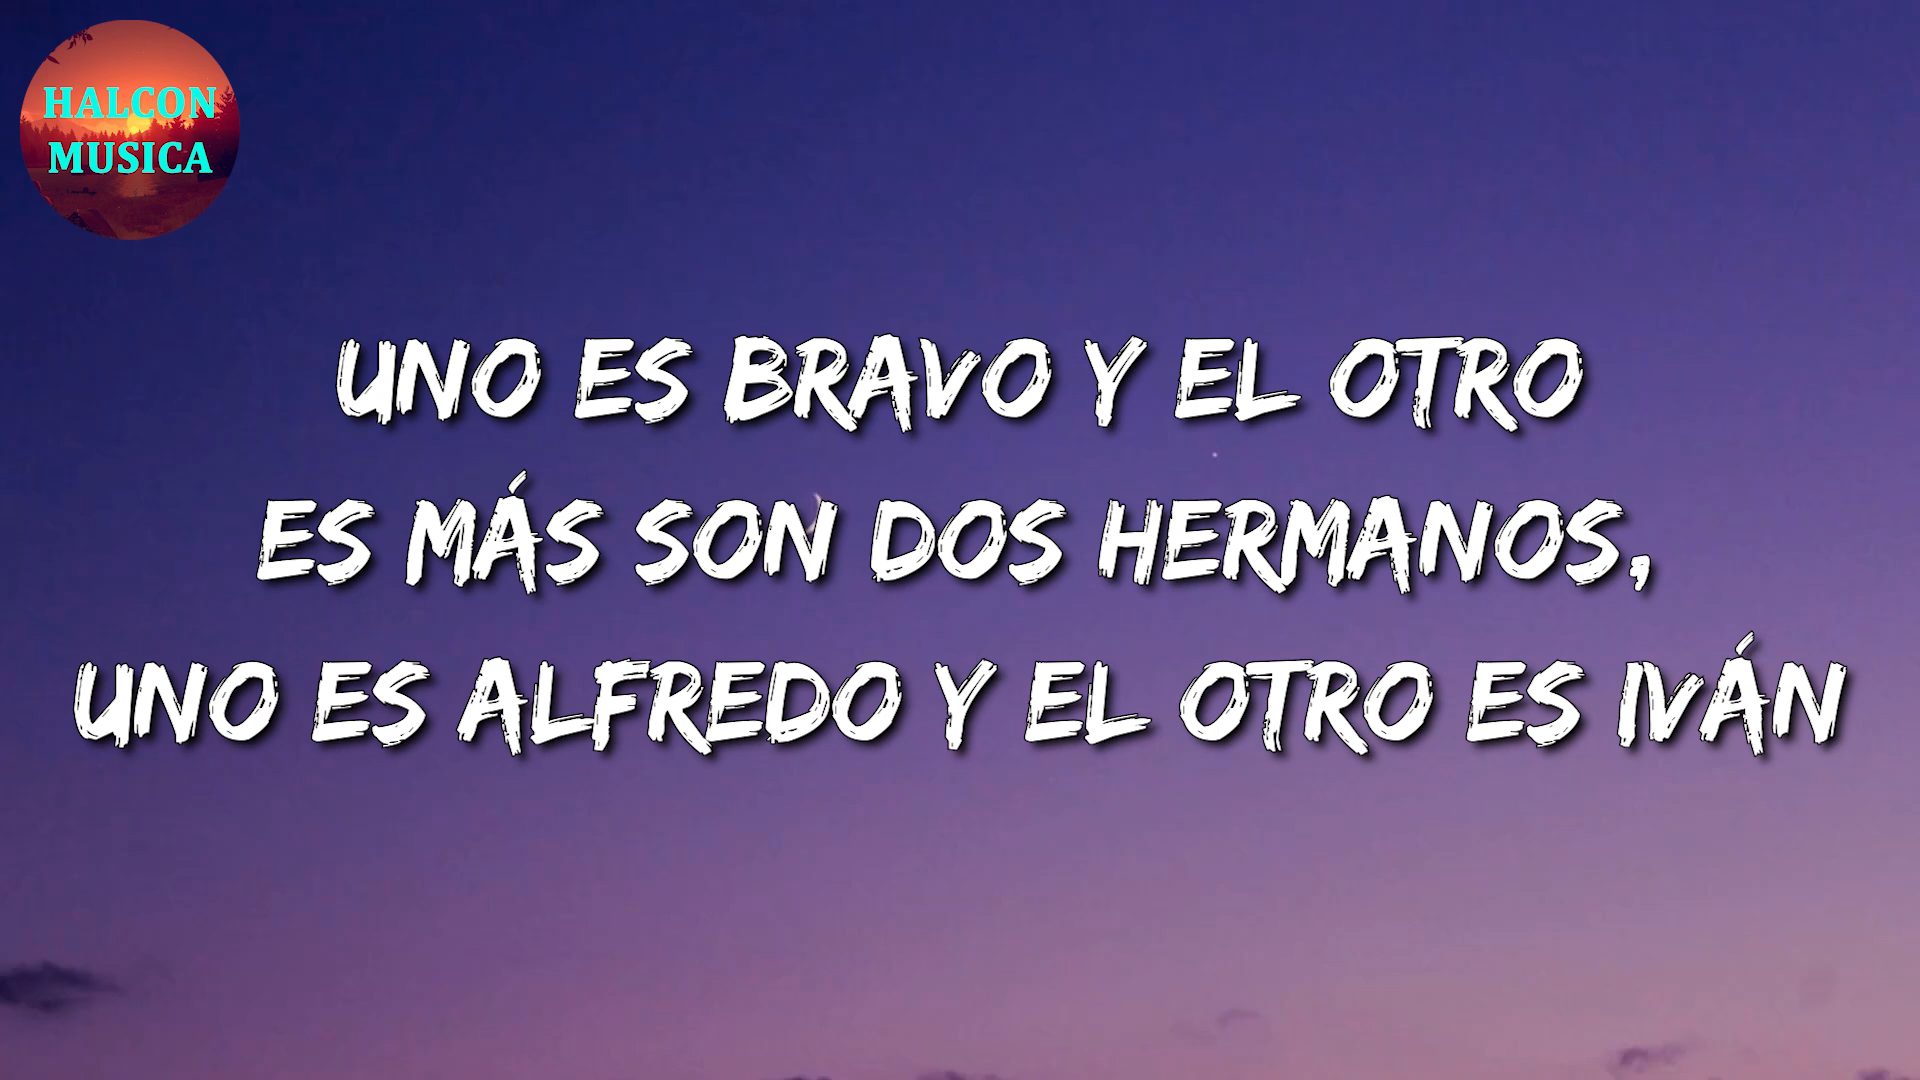 HALCON
MUSICA
UNO ES BRAVO Y EL OTRO
ES MÁS SON DOS HERMANOS,
UNO ES ALFREDO Y EL OTRO ES IVÁN